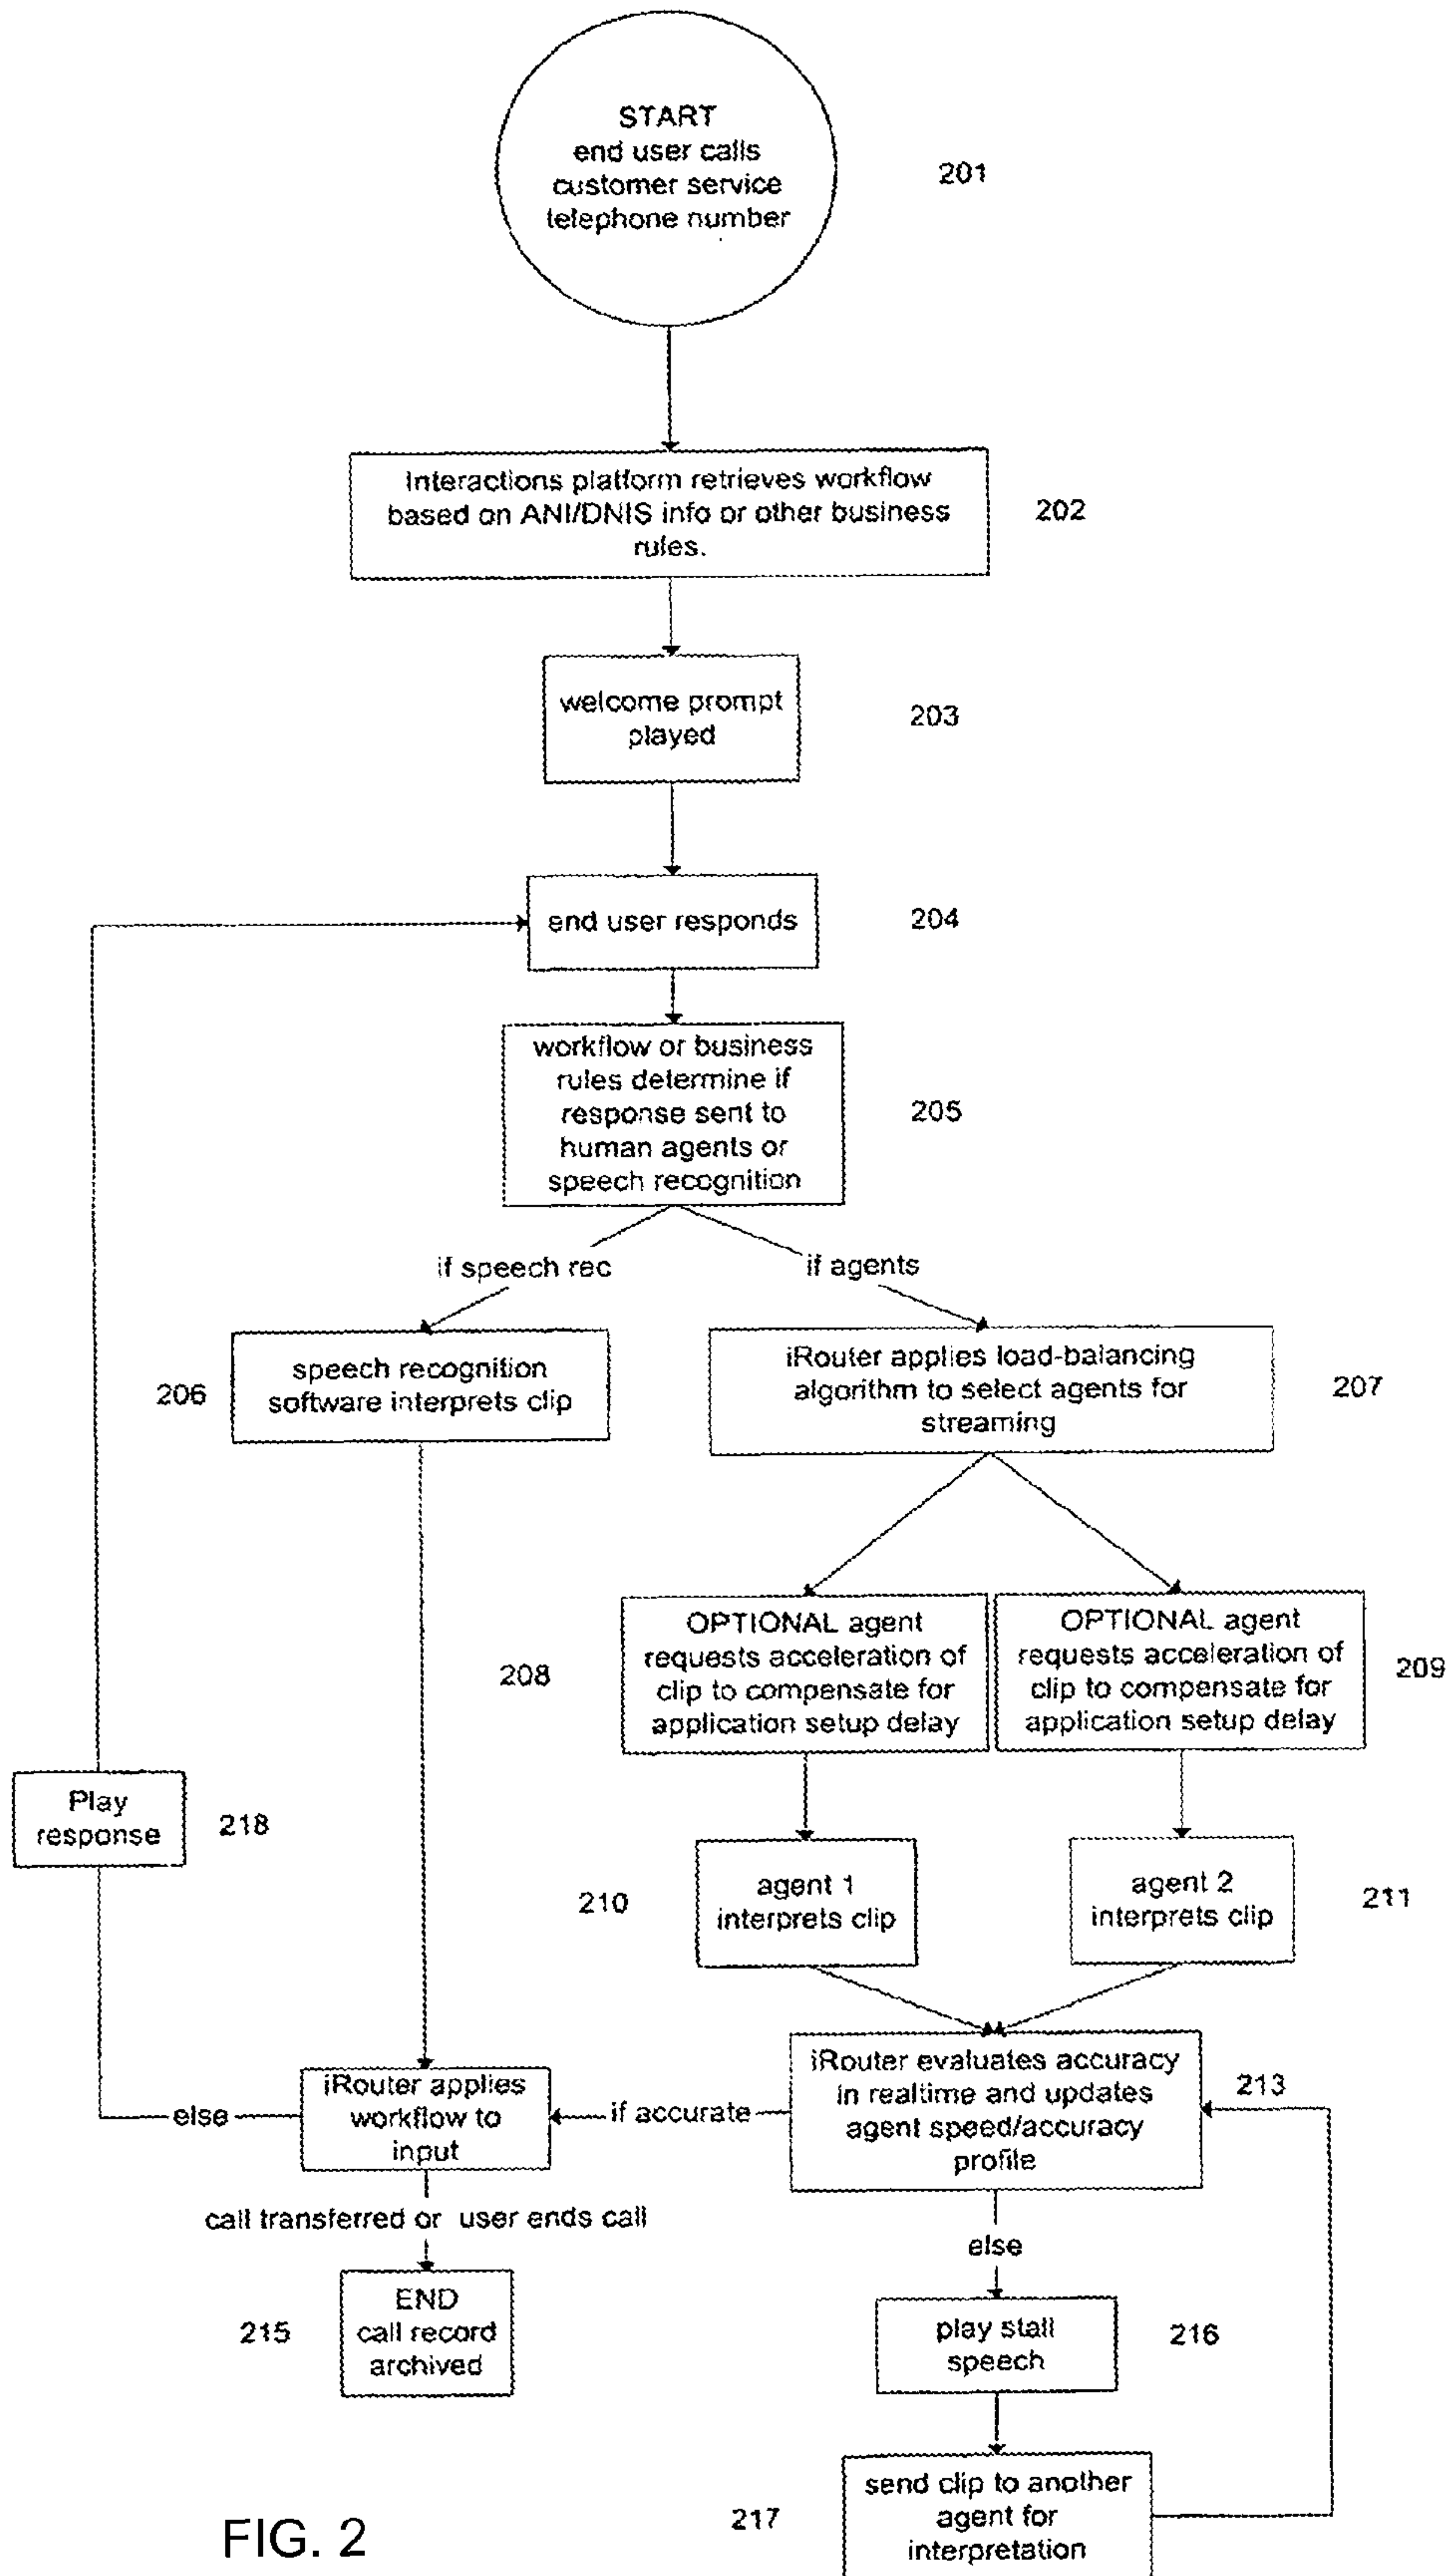 START
end user calls
customer service
telephone number
201
Interactions platform retrieves workflow
based on ANI/DNIS info or other business
rules.
202
welcome prompt
played
203
end user responds
204
workflow or business
rules determine if
response sent to
human agents or
speech recognition
205
if speech rec
if agents
speech recognition
software interprets clip
206
iRouter applies load-balancing
algorithm to select agents for
streaming
207
OPTIONAL agent
requests acceleration of
clip to compensate for
application setup delay
208
OPTIONAL agent
requests acceleration of
clip to compensate for
application setup delay
209
Play
response
218
agent 1
interprets clip
210
agent 2
interprets clip
211
iRouter applies
workflow to
input
else
if accurate
iRouter evaluates accuracy
in realtime and updates
agent speed/accuracy
profile
213
call transferred or user ends call
else
END
call record
archived
215
play stall
speech
216
send clip to another
agent for
interpretation
217
FIG. 2